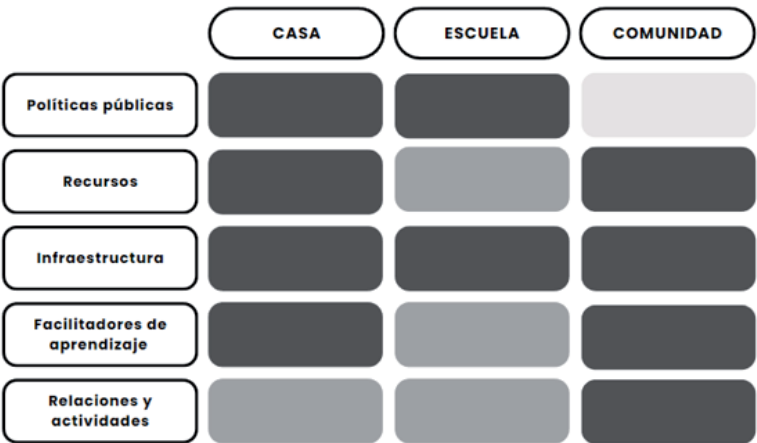 CASA
ESCUELA
COMUNIDAD
Políticas públicas
Recursos
Infraestructura
Facilitadores de
aprendizaje
Relaciones y
actividades